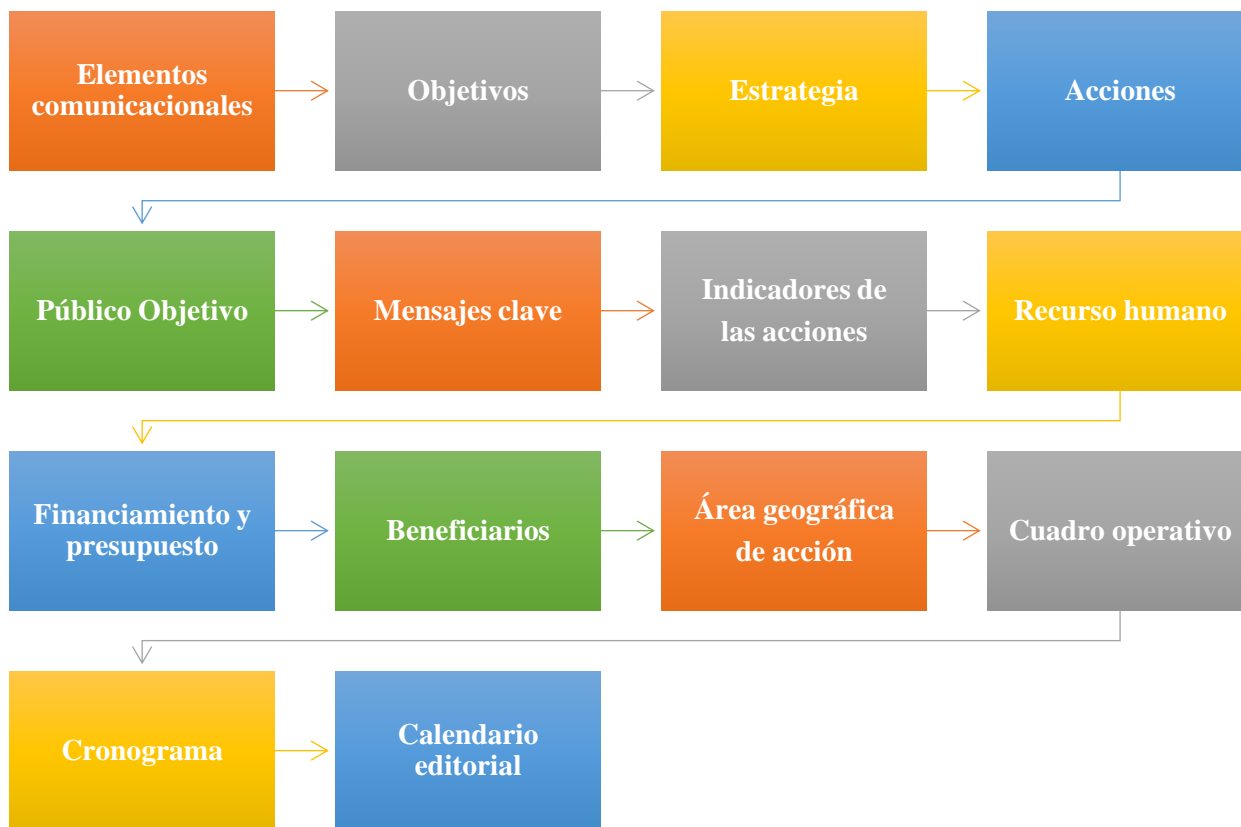 Elementos
comunicacionales
Objetivos
Estrategia
Acciones
Público Objetivo
Mensajes clave
Indicadores de
las acciones
Recurso humano
Financiamiento y
presupuesto
Beneficiarios
Área geográfica
de acción
Cuadro operativo
Cronograma
Calendario
editorial